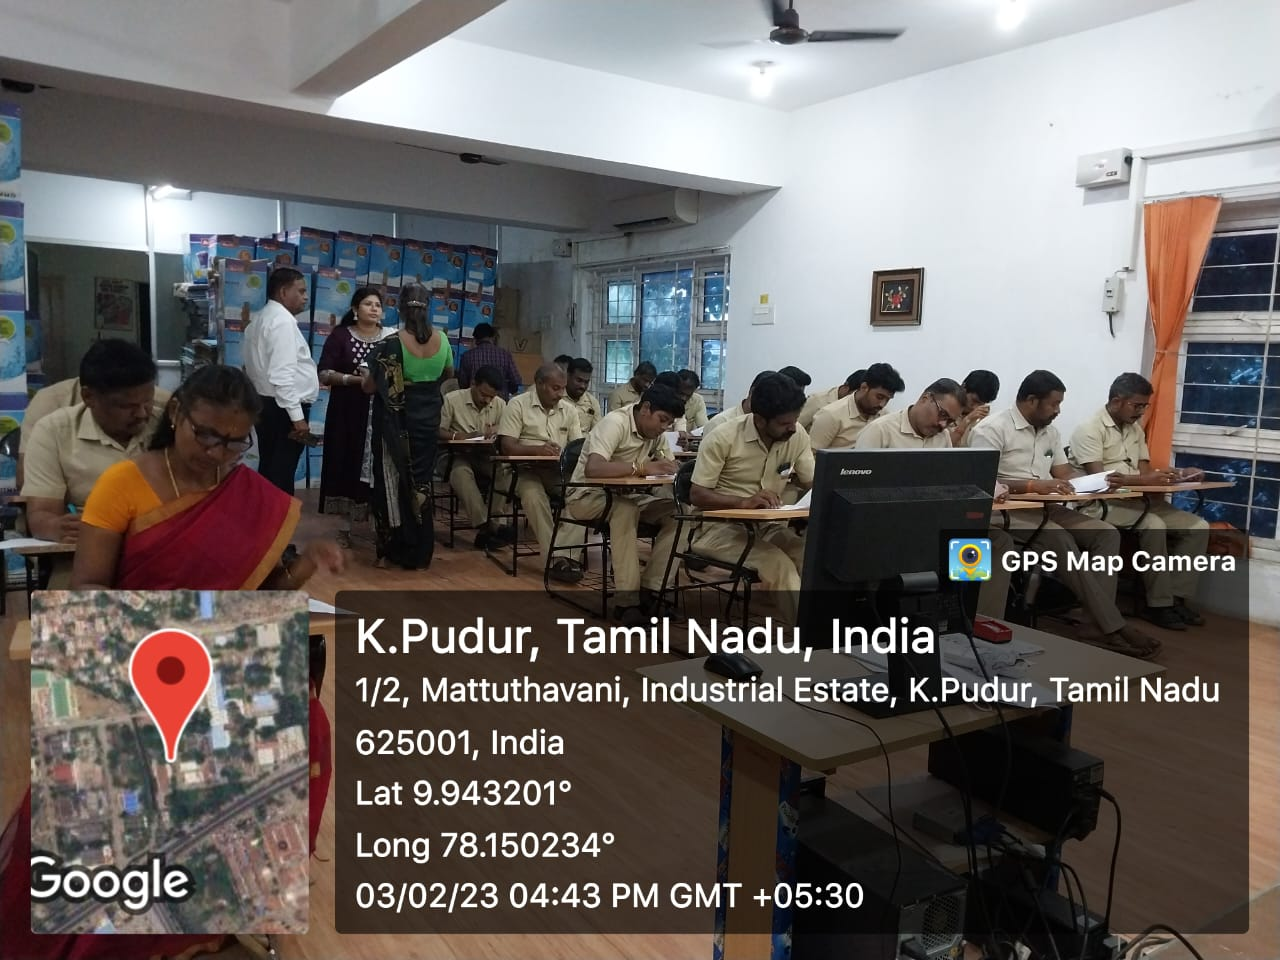 lenovo
GPS Map Camera
K.Pudur, Tamil Nadu, India
1/2, Mattuthavani, Industrial Estate, K.Pudur, Tamil Nadu
625001, India
Lat 9.943201°
Long 78.150234°
03/02/23 04:43 PM GMT +05:30
Google